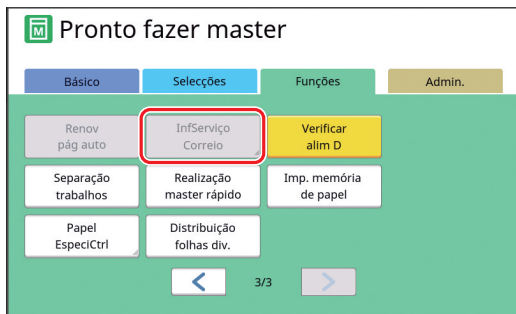 M
Pronto fazer master
Básico
Selecções
Funções
Admin.
Renov
pág auto
InfServiço
Correio
Verificar
alim D
Separação
trabalhos
Realização
master rápido
Imp. memória
de papel
Papel
EspeciCtrl
Distribuição
folhas div.
3/3